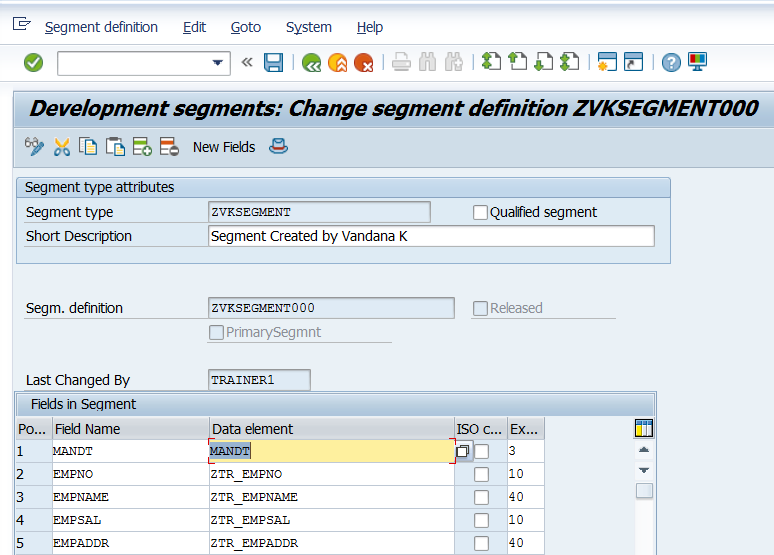 Segment definition Edit Goto System Help
Development segments: Change segment definition ZVKSEGMENT000
New Fields
Segment type attributes
Segment type ZVKSEGMENT Qualified segment
Short Description Segment Created by Vandana K
Segm. definition ZVKSEGMENT000 Released
PrimarySegmnt
Last Changed By TRAINER1
Fields in Segment
Po... Field Name Data element ISO c... Ex...
1 MANDT MANDT 3
2 EMPNO ZTR_EMPNO 10
3 EMPNAME ZTR_EMPNAME 40
4 EMPSAL ZTR_EMPSAL 10
5 EMPADDR ZTR_EMPADDR 40